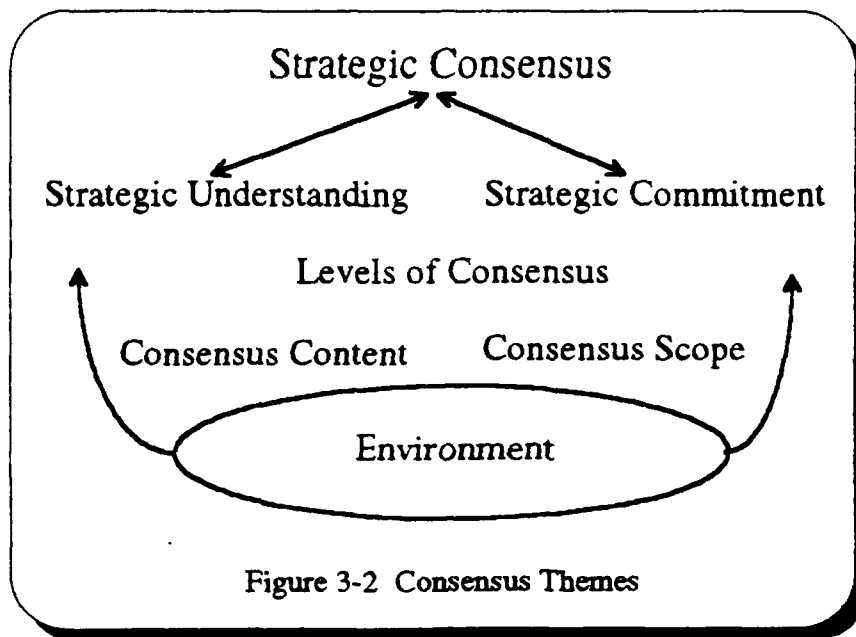 Strategic Consensus
Strategic Understanding Strategic Commitment
Levels of Consensus
Consensus Content Consensus Scope
Environment
Figure 3-2 Consensus Themes